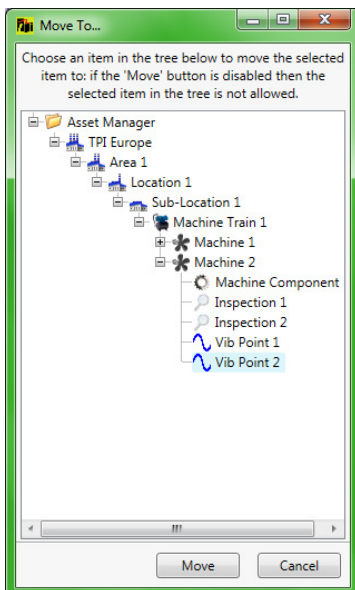 Move To...
Choose an item in the tree below to move the selected
item to: if the 'Move' button is disabled then the
selected item in the tree is not allowed.
Asset Manager
TPI Europe
Area 1
Location 1
Sub-Location 1
Machine Train 1
Machine 1
Machine 2
Machine Component
Inspection 1
Inspection 2
Vib Point 1
Vib Point 2
Move
Cancel